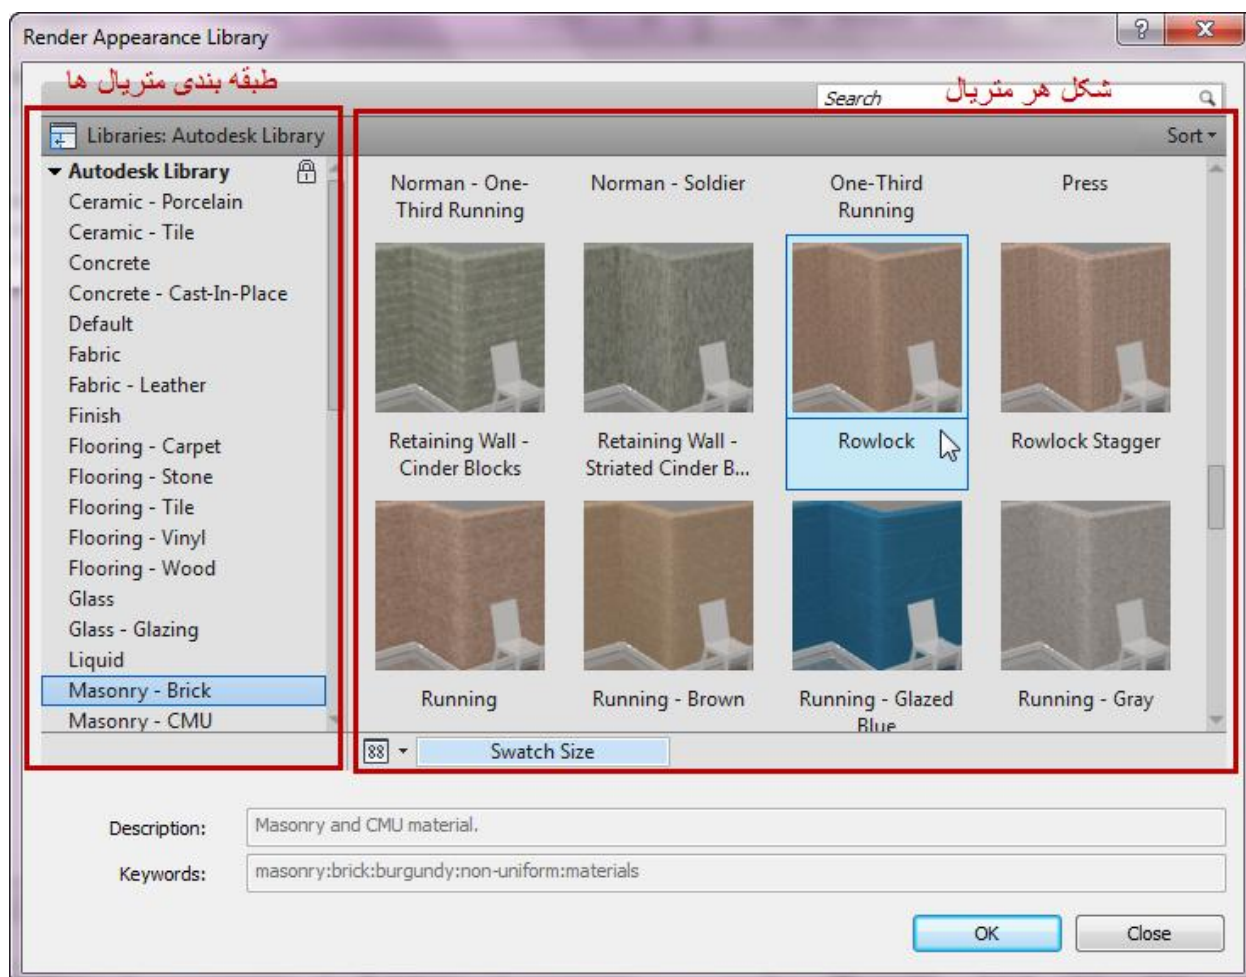 Render Appearance Library
?
طبقه بندی متریال ها
شکل هر متریال
Search
Libraries: Autodesk Library
Sort
Autodesk Library
Ceramic - Porcelain
Ceramic - Tile
Concrete
Concrete - Cast-In-Place
Default
Fabric
Fabric - Leather
Finish
Flooring - Carpet
Flooring - Stone
Flooring - Tile
Flooring - Vinyl
Flooring - Wood
Glass
Glass - Glazing
Liquid
Masonry - Brick
Masonry - CMU
Norman - One-
Third Running
Norman - Soldier
One-Third
Running
Press
Retaining Wall -
Cinder Blocks
Retaining Wall -
Striated Cinder B...
Rowlock
Rowlock Stagger
Running
Running - Brown
Running - Glazed
Blue
Running - Gray
Swatch Size
Description:
Masonry and CMU material.
Keywords:
masonry:brick:burgundy:non-uniform:materials
OK
Close